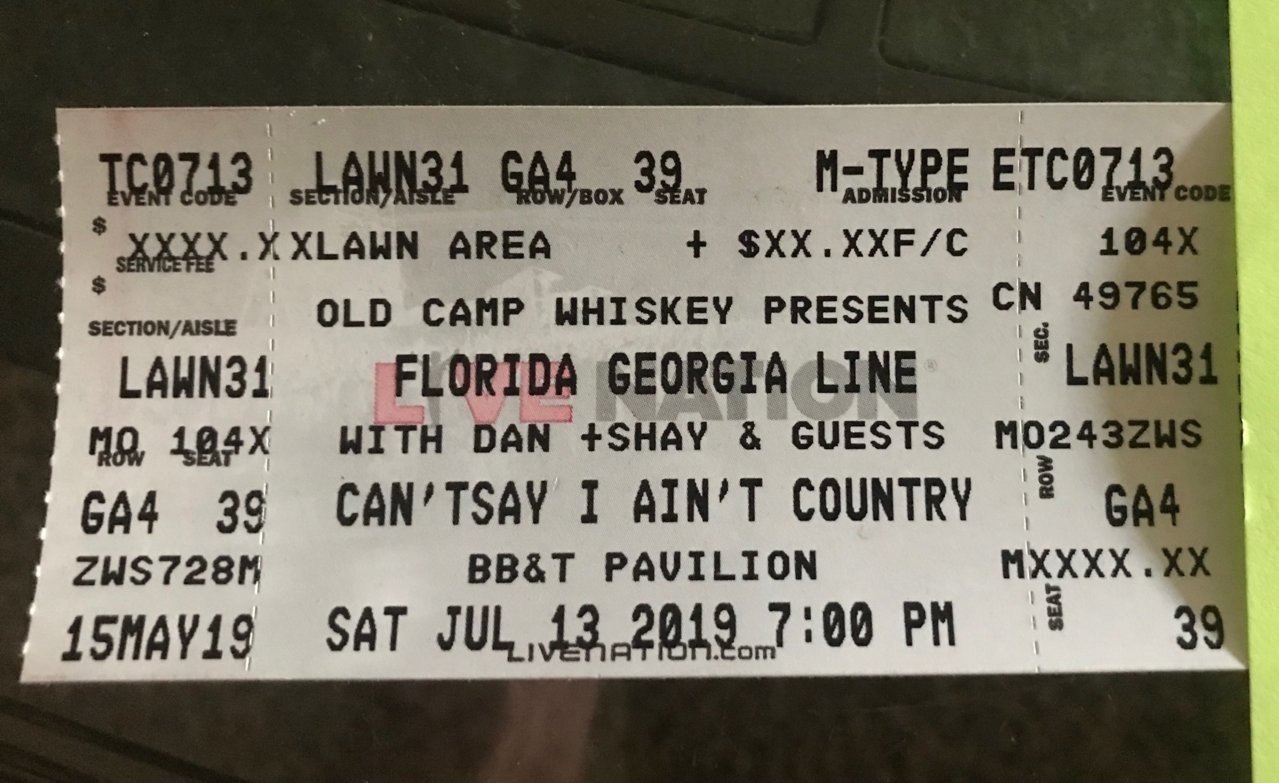 TC0713 LAWN31 GA4 39 M-TYPE ETC0713
EVENT CODE SECTION/AISLE ROW/BOX SEAT ADMISSION EVENT CODE
$ XXXX.XXLAWN AREA + $XX.XXF/C 104X
SERVICE FEE
$
OLD CAMP WHISKEY PRESENTS CN 49765
SECTION/AISLE SEC.
LAWN31 FLORIDA GEORGIA LINE LAWN31
LIVE NATION®
MO 104X WITH DAN +SHAY & GUESTS MO243ZWS
ROW SEAT ROW
GA4 39 CAN'TSAY I AIN'T COUNTRY GA4
ZWS728M BB&T PAVILION MXXXX.XX
SEAT
15MAY19 SAT JUL 13 2019 7:00 PM 39
LIVENATION.com